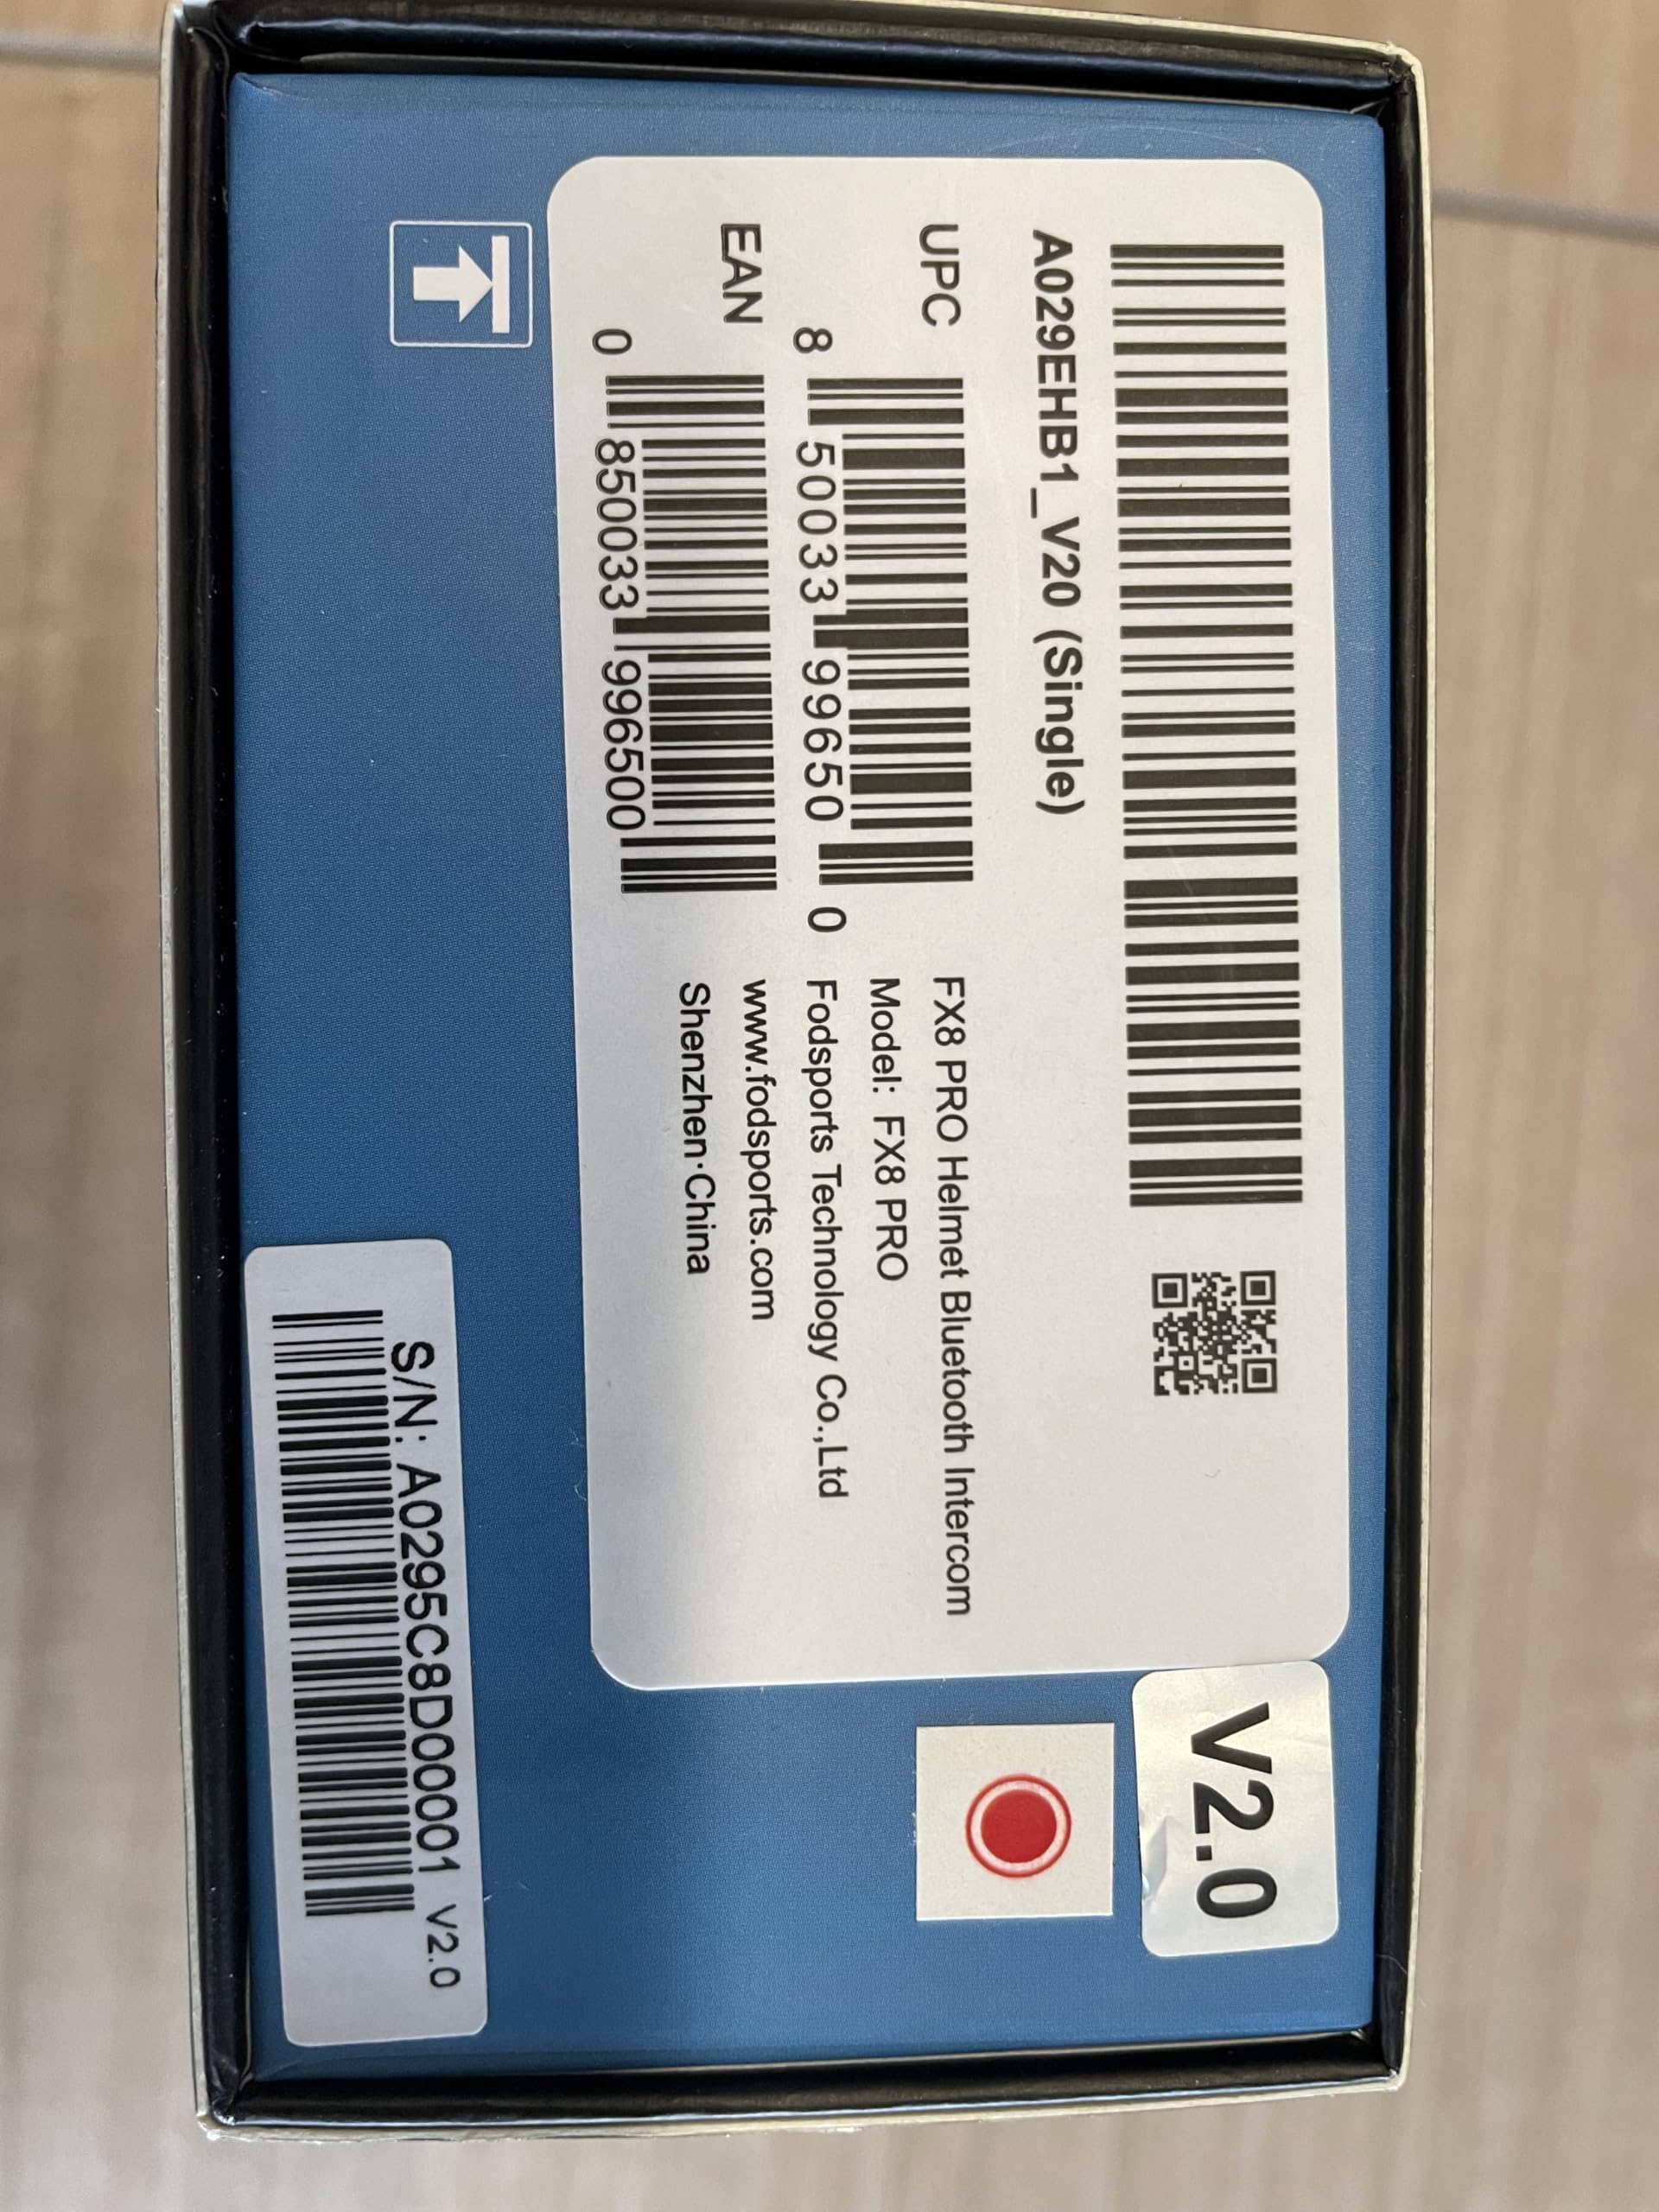 A029EHB1_V20 (Single)
UPC
8 50033 99650 0
EAN
0 850033 996500
FX8 PRO Helmet Bluetooth Intercom
Model: FX8 PRO
Fodsports Technology Co.,Ltd
www.fodsports.com
Shenzhen·China
V2.0
S/N: A0295C8D00001 V2.0